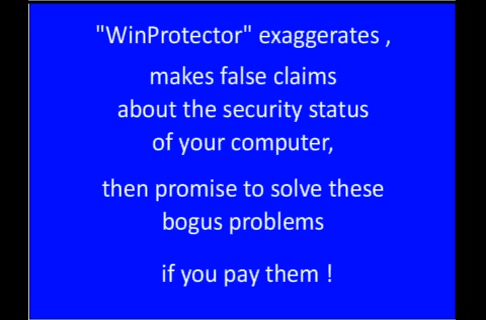 "WinProtector" exaggerates ,
makes false claims
about the security status
of your computer,
then promise to solve these
bogus problems
if you pay them !